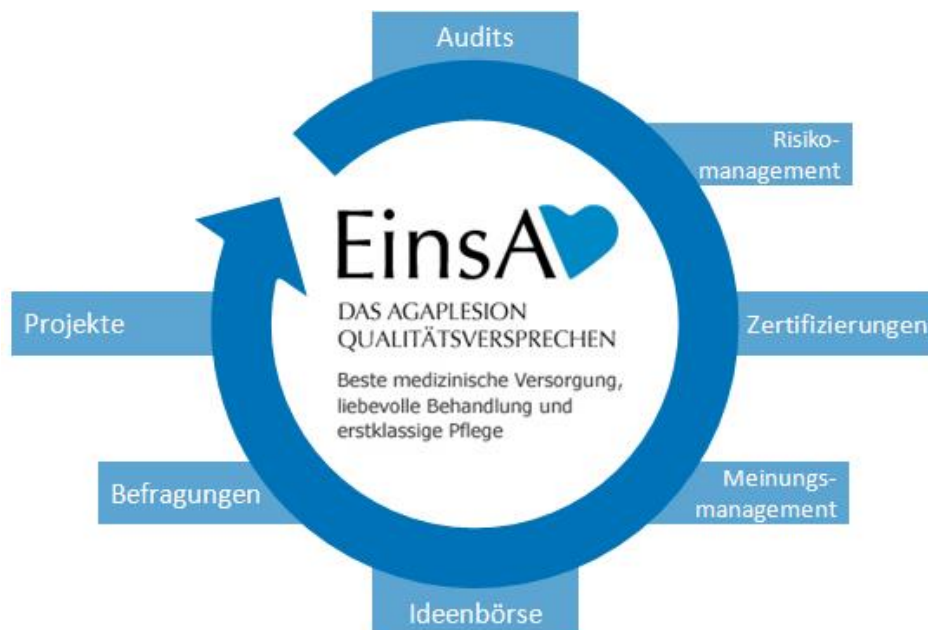 Audits
Risiko-
management
EinsA
DAS AGAPLESION
QUALITÄTSVERSPRECHEN
Beste medizinische Versorgung,
liebevolle Behandlung und
erstklassige Pflege
Projekte
Zertifizierungen
Befragungen
Meinungs-
management
Ideenbörse